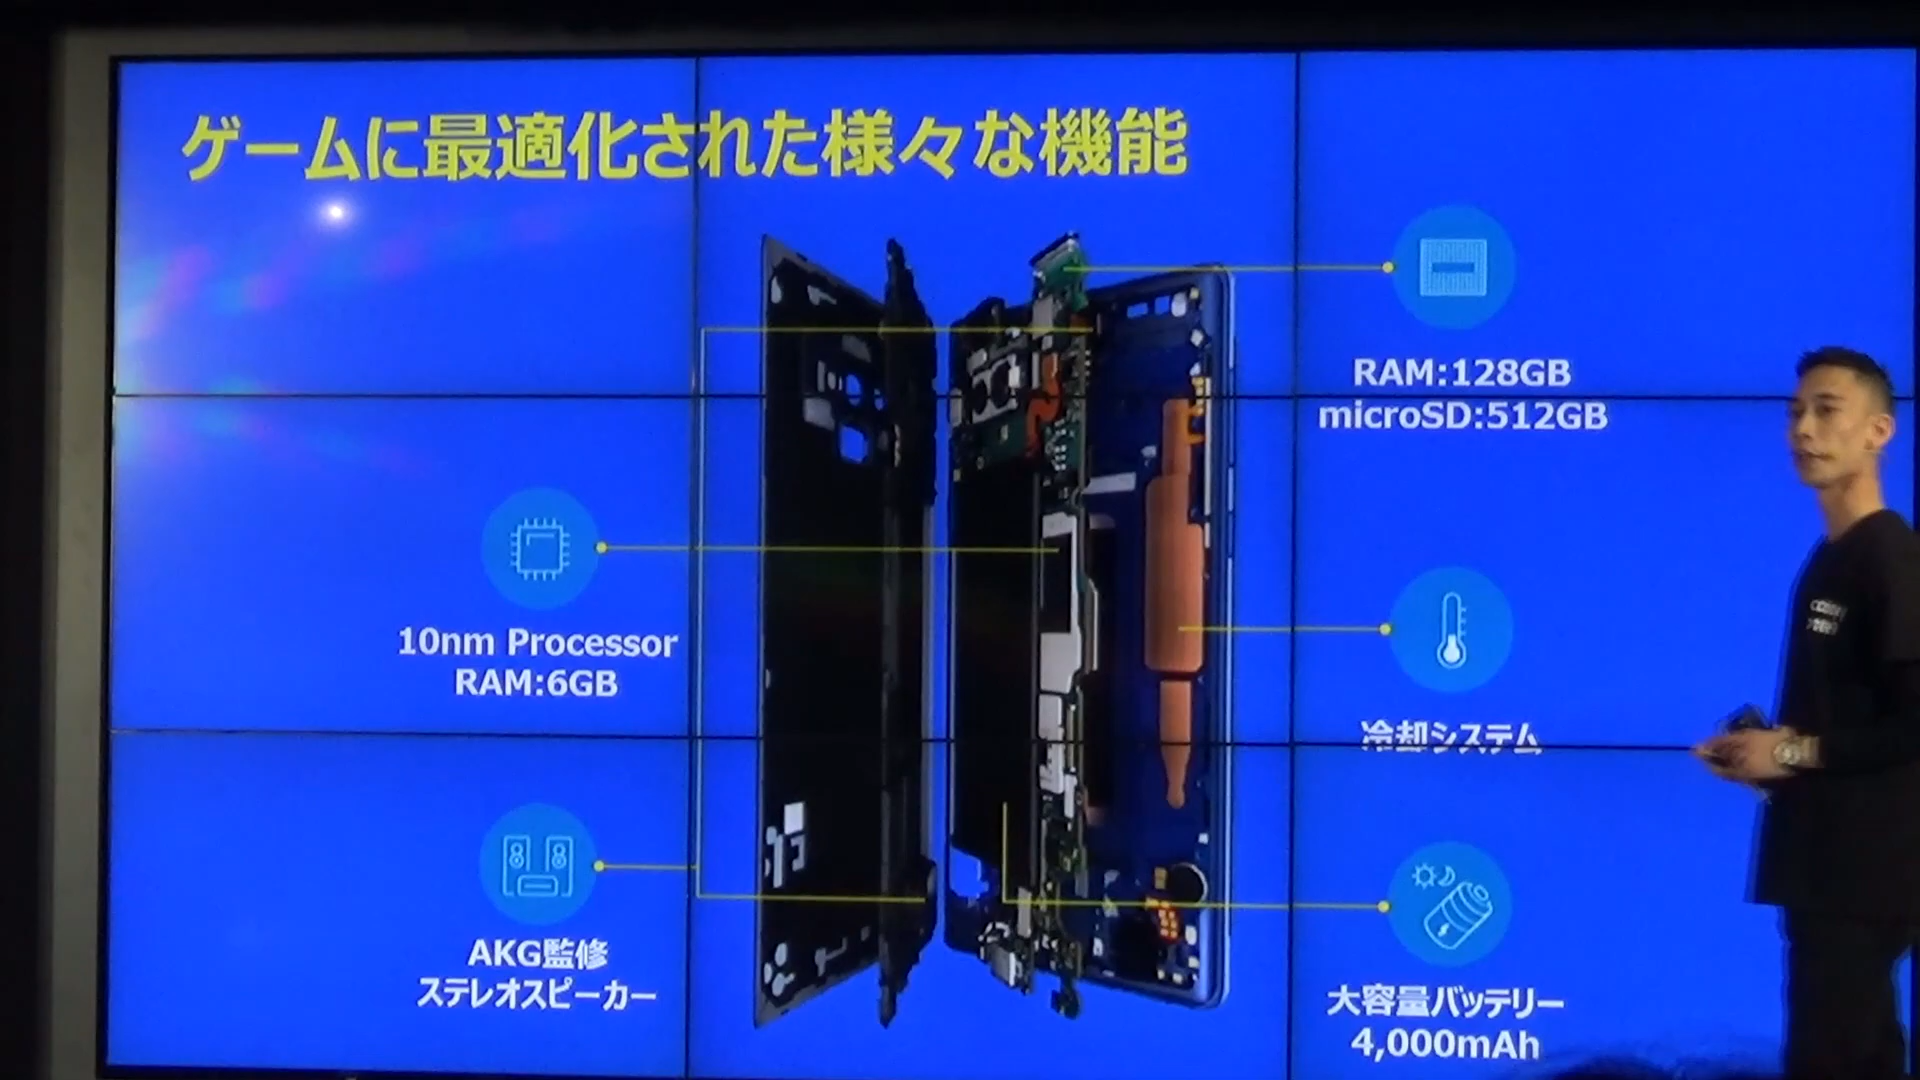 ゲームに最適化された様々な機能
RAM:128GB
microSD:512GB
10nm Processor
RAM:6GB
冷却システム
AKG監修
ステレオスピーカー
大容量バッテリー
4,000mAh